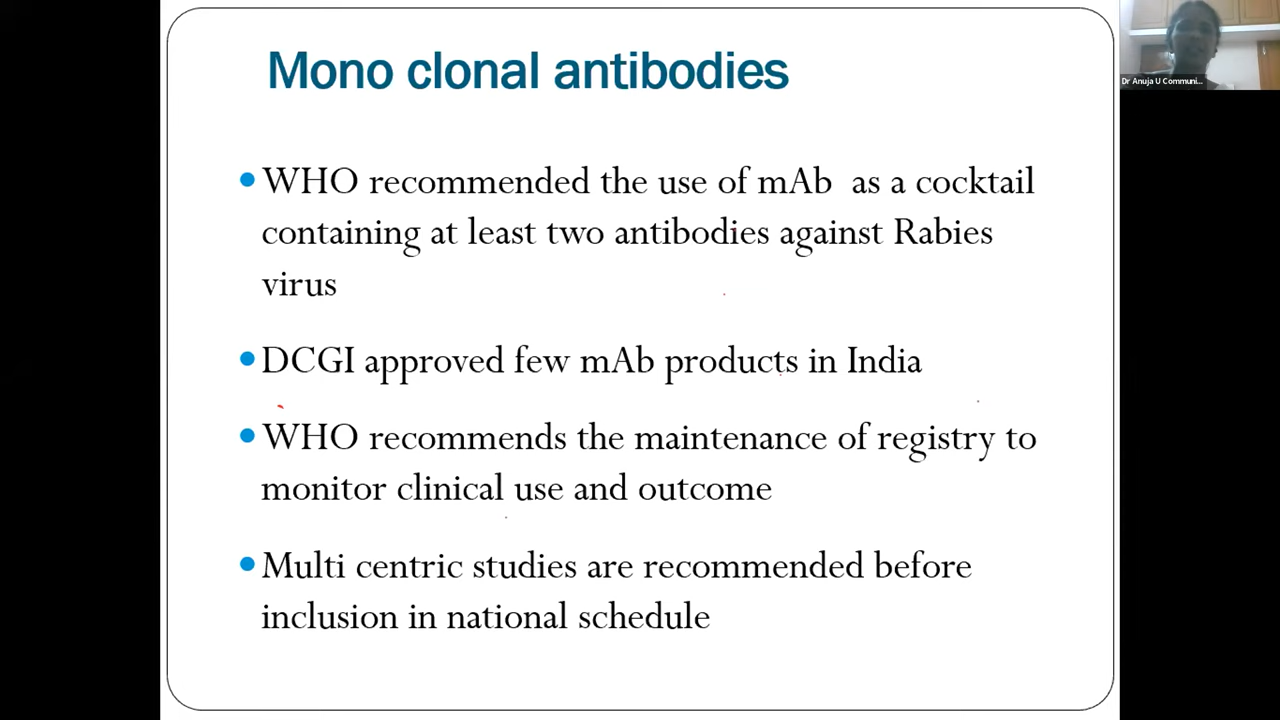 Mono clonal antibodies
Dr Anuja U Communi...
WHO recommended the use of mAb as a cocktail
containing at least two antibodies against Rabies
virus
DCGI approved few mAb products in India
WHO recommends the maintenance of registry to
monitor clinical use and outcome
Multi centric studies are recommended before
inclusion in national schedule